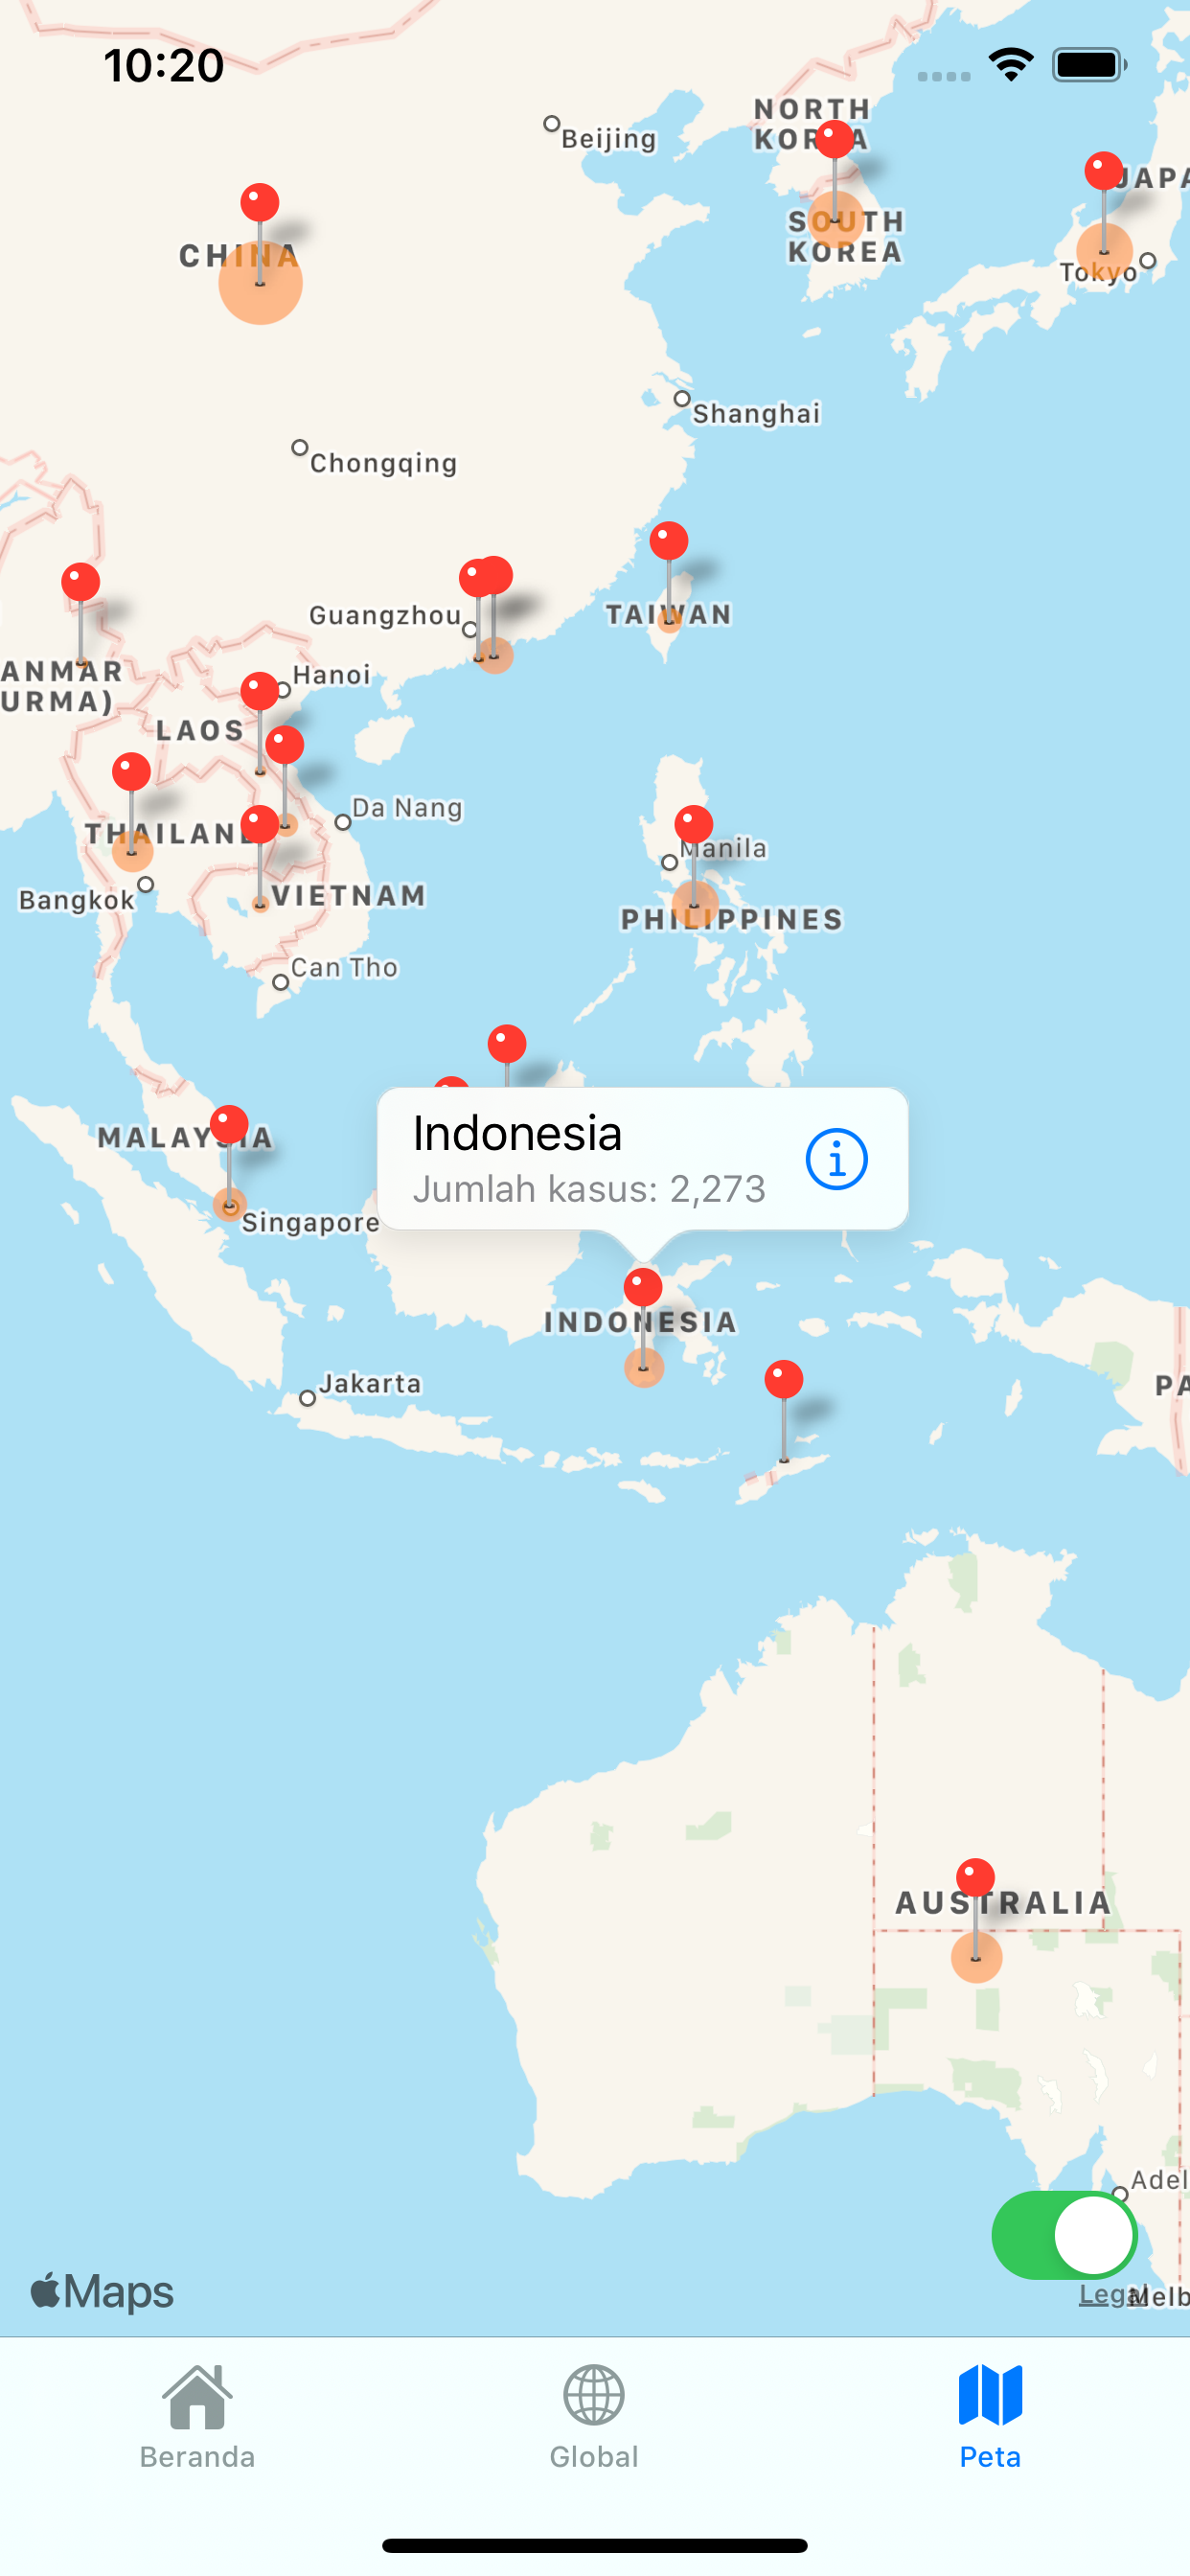 10:20
NORTH
KOREA
Beijing
JAPA
CHINA
SOUTH
KOREA
Tokyo
Shanghai
Chongqing
Guangzhou
TAIWAN
ANMAR
URMA)
Hanoi
LAOS
Da Nang
THAILAND
Manila
Bangkok
VIETNAM
PHILIPPINES
Can Tho
Indonesia
Jumlah kasus: 2,273
MALAYSIA
Singapore
INDONESIA
Jakarta
PA
AUSTRALIA
Adel
Maps
Legal
Melb
Beranda
Global
Peta